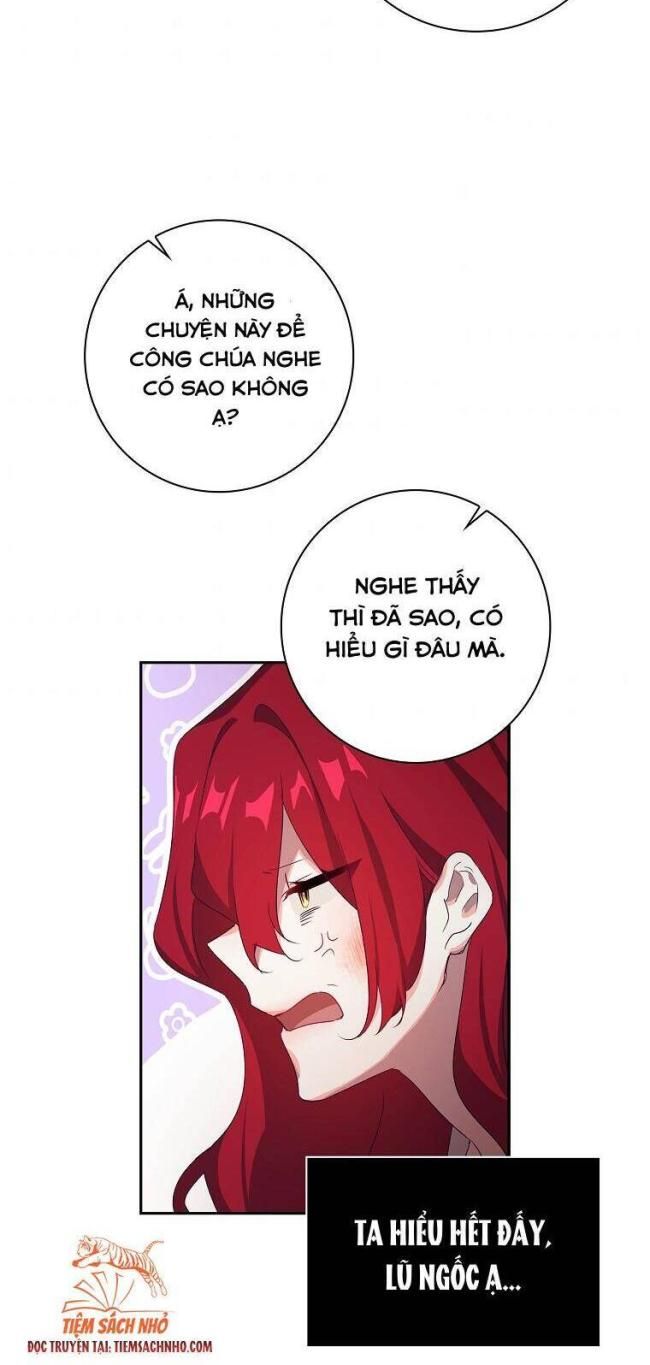 Á, NHỮNG
CHUYỆN NÀY ĐỂ
CÔNG CHÚA NGHE
CÓ SAO KHÔNG
Ạ?
NGHE THẤY
THÌ ĐÃ SAO, CÓ
HIỂU GÌ ĐÂU MÀ.
TA HIỂU HẾT ĐẤY,
LŨ NGỐC Ạ...
TIỆM SÁCH NHỎ
ĐỌC TRUYỆN TẠI: TIEMSACHNHO.COM